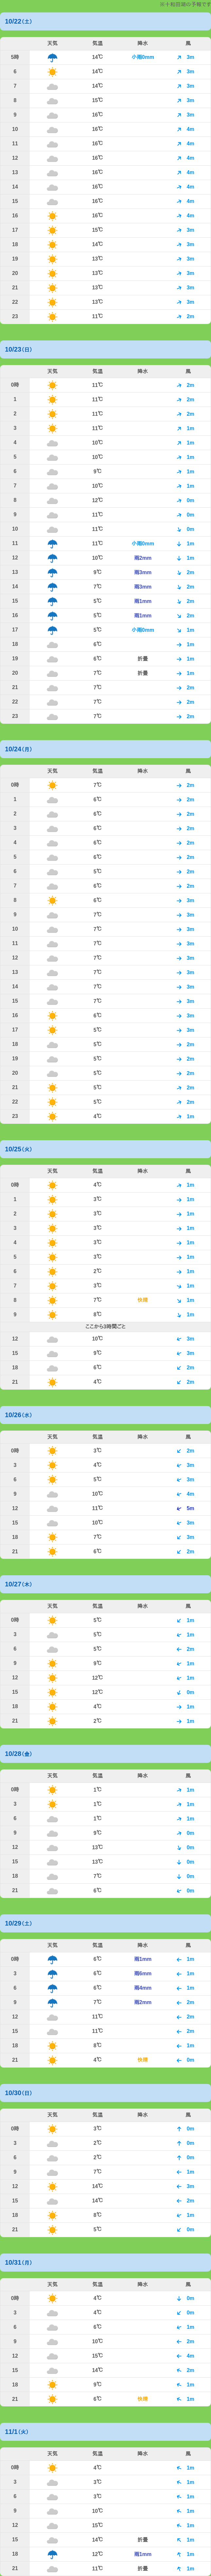 ※十和田湖の予報です
10/22(土)
天気 気温 降水 風
5時 14℃ 小雨0mm 3m
6 14℃ 3m
7 14℃ 3m
8 15℃ 3m
9 16℃ 3m
10 16℃ 4m
11 16℃ 4m
12 16℃ 4m
13 16℃ 4m
14 16℃ 4m
15 16℃ 4m
16 16℃ 4m
17 15℃ 3m
18 14℃ 3m
19 13℃ 3m
20 13℃ 3m
21 13℃ 3m
22 13℃ 3m
23 11℃ 2m
10/23(日)
天気 気温 降水 風
0時 11℃ 2m
1 11℃ 2m
2 11℃ 2m
3 11℃ 1m
4 10℃ 1m
5 10℃ 1m
6 9℃ 1m
7 10℃ 1m
8 12℃ 0m
9 11℃ 0m
10 11℃ 0m
11 11℃ 小雨0mm 1m
12 10℃ 雨2mm 1m
13 9℃ 雨3mm 2m
14 7℃ 雨3mm 2m
15 5℃ 雨1mm 2m
16 5℃ 雨1mm 2m
17 5℃ 小雨0mm 1m
18 6℃ 1m
19 6℃ 折畳 1m
20 7℃ 折畳 1m
21 7℃ 2m
22 7℃ 2m
23 7℃ 2m
10/24(月)
天気 気温 降水 風
0時 7℃ 2m
1 6℃ 2m
2 6℃ 2m
3 6℃ 2m
4 6℃ 2m
5 6℃ 2m
6 5℃ 2m
7 6℃ 2m
8 6℃ 3m
9 7℃ 3m
10 7℃ 3m
11 7℃ 3m
12 7℃ 3m
13 7℃ 3m
14 7℃ 3m
15 7℃ 3m
16 6℃ 3m
17 5℃ 3m
18 5℃ 2m
19 5℃ 2m
20 5℃ 2m
21 5℃ 2m
22 5℃ 2m
23 4℃ 1m
10/25(火)
天気 気温 降水 風
0時 4℃ 1m
1 3℃ 1m
2 3℃ 1m
3 3℃ 1m
4 3℃ 1m
5 3℃ 1m
6 2℃ 1m
7 3℃ 1m
8 7℃ 快適 1m
9 8℃ 1m
ここから3時間ごと
12 10℃ 3m
15 9℃ 3m
18 6℃ 2m
21 4℃ 2m
10/26(水)
天気 気温 降水 風
0時 3℃ 2m
3 4℃ 3m
6 5℃ 3m
9 10℃ 4m
12 11℃ 5m
15 10℃ 3m
18 7℃ 3m
21 6℃ 2m
10/27(木)
天気 気温 降水 風
0時 5℃ 1m
3 5℃ 1m
6 5℃ 2m
9 9℃ 1m
12 12℃ 1m
15 12℃ 0m
18 4℃ 1m
21 2℃ 1m
10/28(金)
天気 気温 降水 風
0時 1℃ 1m
3 1℃ 1m
6 1℃ 1m
9 9℃ 0m
12 13℃ 0m
15 13℃ 0m
18 7℃ 0m
21 6℃ 0m
10/29(土)
天気 気温 降水 風
0時 6℃ 雨1mm 1m
3 6℃ 雨6mm 1m
6 6℃ 雨4mm 1m
9 7℃ 雨2mm 2m
12 11℃ 2m
15 11℃ 2m
18 8℃ 1m
21 4℃ 快適 0m
10/30(日)
天気 気温 降水 風
0時 3℃ 0m
3 2℃ 0m
6 2℃ 0m
9 7℃ 1m
12 14℃ 3m
15 14℃ 2m
18 8℃ 1m
21 5℃ 0m
10/31(月)
天気 気温 降水 風
0時 4℃ 0m
3 4℃ 0m
6 6℃ 1m
9 10℃ 2m
12 15℃ 4m
15 14℃ 2m
18 9℃ 1m
21 6℃ 快適 1m
11/1(火)
天気 気温 降水 風
0時 4℃ 1m
3 3℃ 1m
6 3℃ 1m
9 10℃ 1m
12 15℃ 1m
15 14℃ 折畳 1m
18 12℃ 雨1mm 1m
21 11℃ 折畳 1m